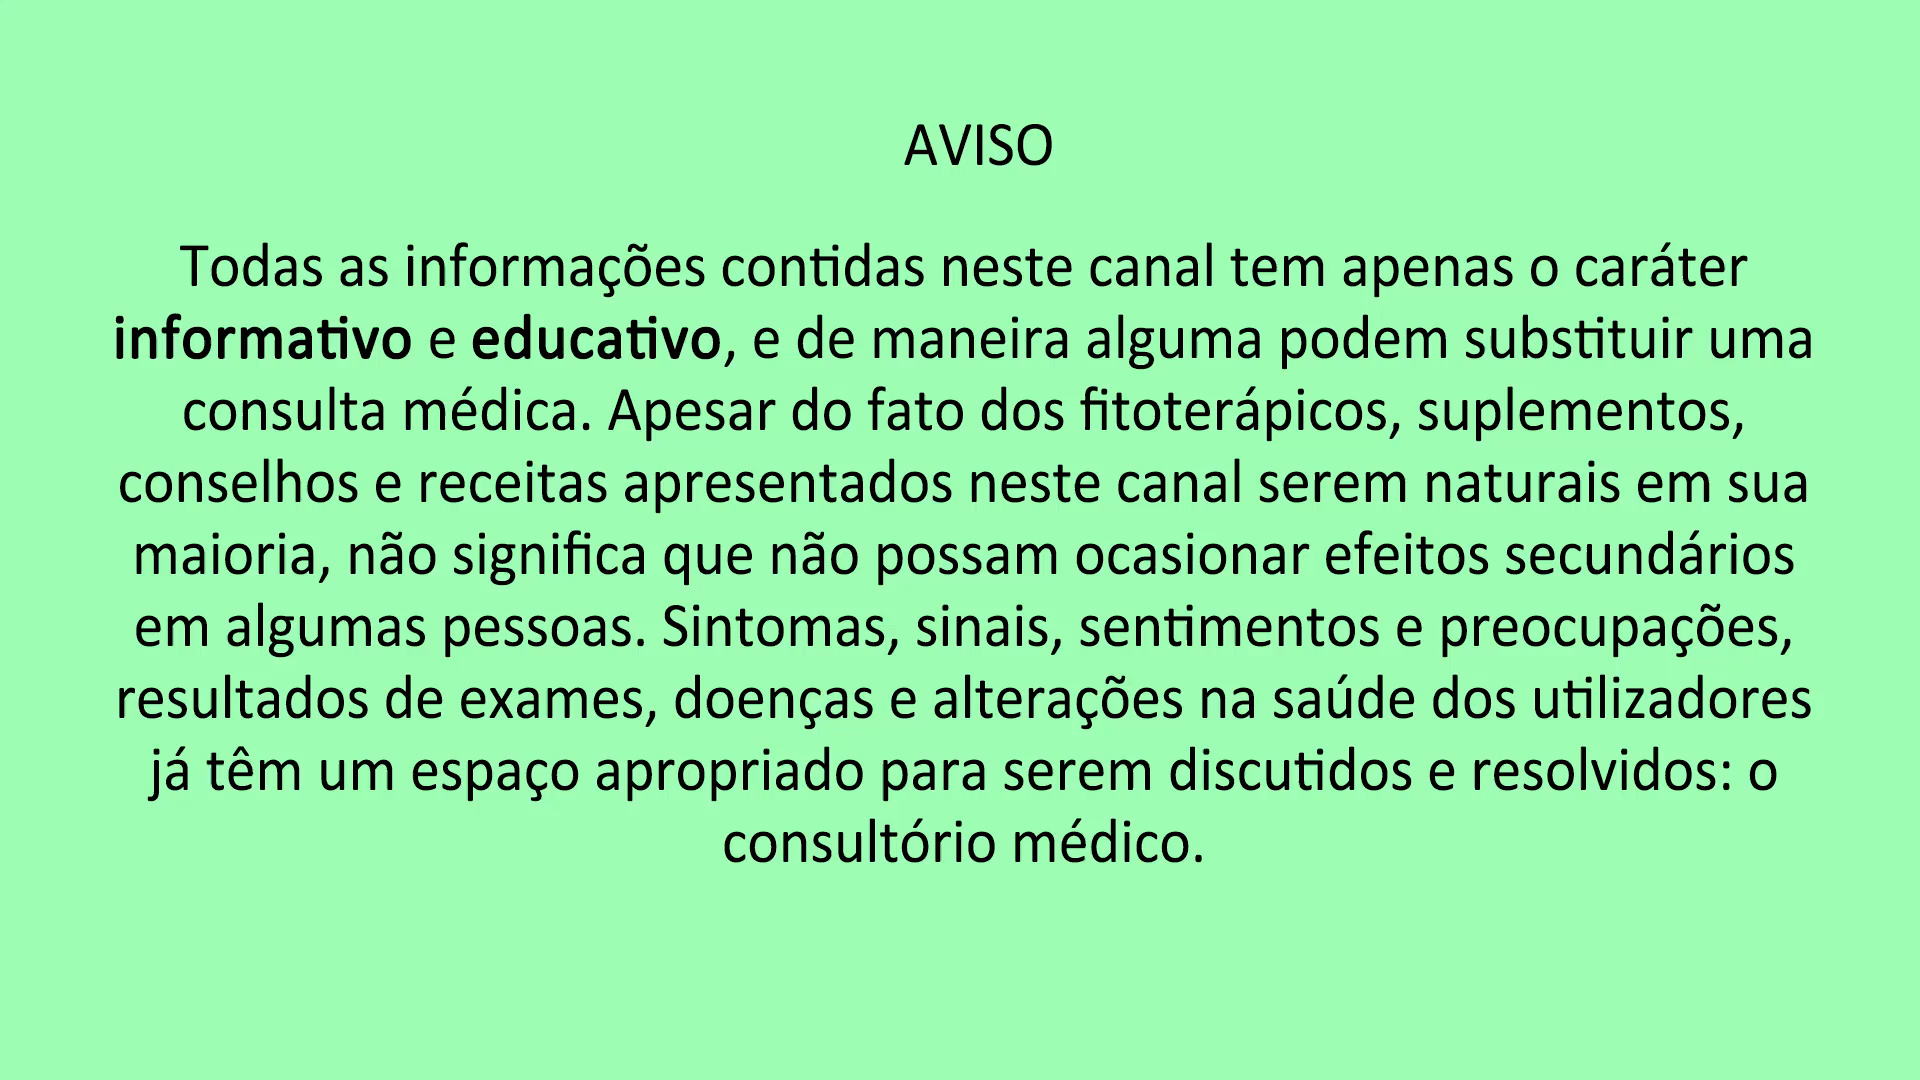 AVISO
Todas as informações contidas neste canal tem apenas o caráter
informativo e educativo, e de maneira alguma podem substituir uma
consulta médica. Apesar do fato dos fitoterápicos, suplementos,
conselhos e receitas apresentados neste canal serem naturais em sua
maioria, não significa que não possam ocasionar efeitos secundários
em algumas pessoas. Sintomas, sinais, sentimentos e preocupações,
resultados de exames, doenças e alterações na saúde dos utilizadores
já têm um espaço apropriado para serem discutidos e resolvidos: o
consultório médico.